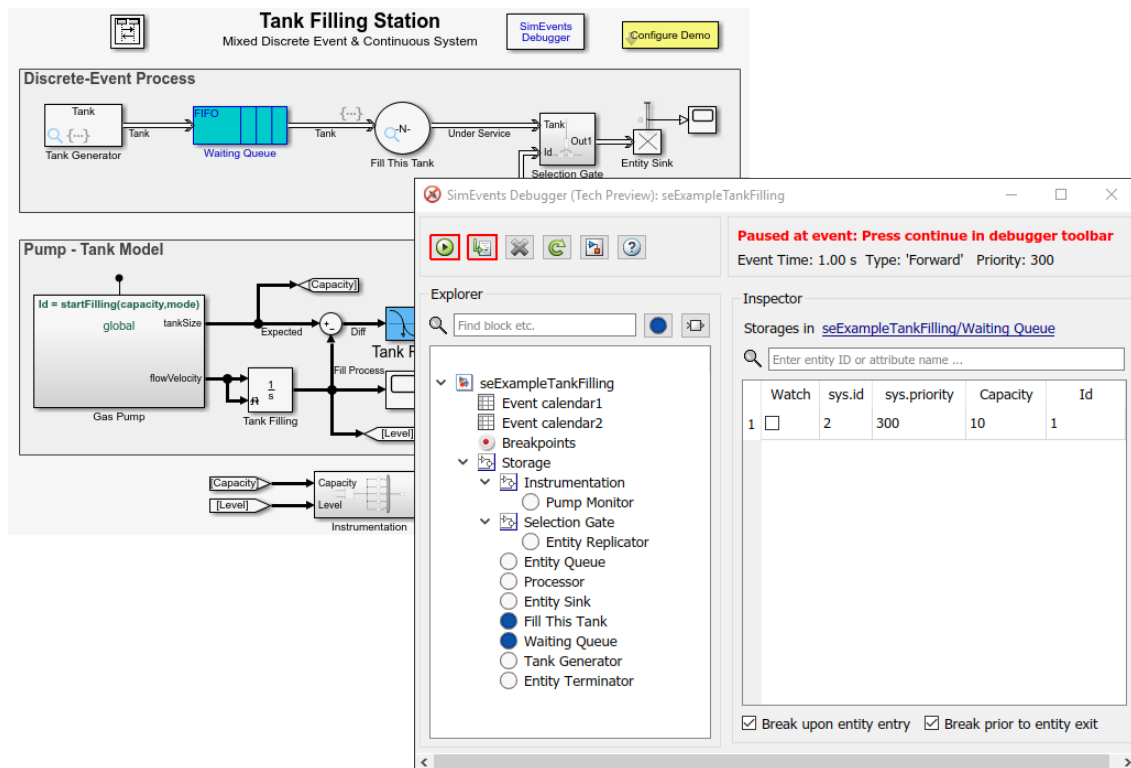 Tank Filling Station
Mixed Discrete Event & Continuous System
SimEvents
Debugger
Configure Demo
Discrete-Event Process
Tank
{...}
Tank Generator
Tank
FIFO
Waiting Queue
{...}
Tank
-N-
Fill This Tank
Under Service
Tank
Out1
Id
Selection Gate
Entity Sink
Pump - Tank Model
Id = startFilling(capacity,mode)
global
tankSize
flowVelocity
Gas Pump
[Capacity]
Expected
Diff
Tank F
Fill Process
1
s
Tank Filling
[Level]
[Capacity]
[Level]
Capacity
Level
Instrumentation
SimEvents Debugger (Tech Preview): seExampleTankFilling
Paused at event: Press continue in debugger toolbar
Event Time: 1.00 s Type: 'Forward' Priority: 300
Explorer
Find block etc.
seExampleTankFilling
Event calendar1
Event calendar2
Breakpoints
Storage
Instrumentation
Pump Monitor
Selection Gate
Entity Replicator
Entity Queue
Processor
Entity Sink
Fill This Tank
Waiting Queue
Tank Generator
Entity Terminator
Inspector
Storages in seExampleTankFilling/Waiting Queue
Enter entity ID or attribute name ...
Watch sys.id sys.priority Capacity Id
1 2 300 10 1
Break upon entity entry Break prior to entity exit